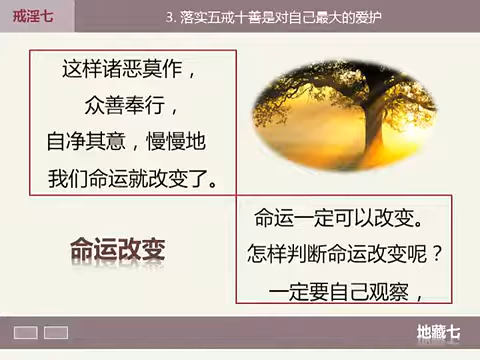 戒淫七
3. 落实五戒十善是对自己最大的爱护
这样诸恶莫作，
众善奉行，
自净其意，慢慢地
我们命运就改变了。
命运改变
命运一定可以改变。
怎样判断命运改变呢？
一定要自己观察，
地藏七